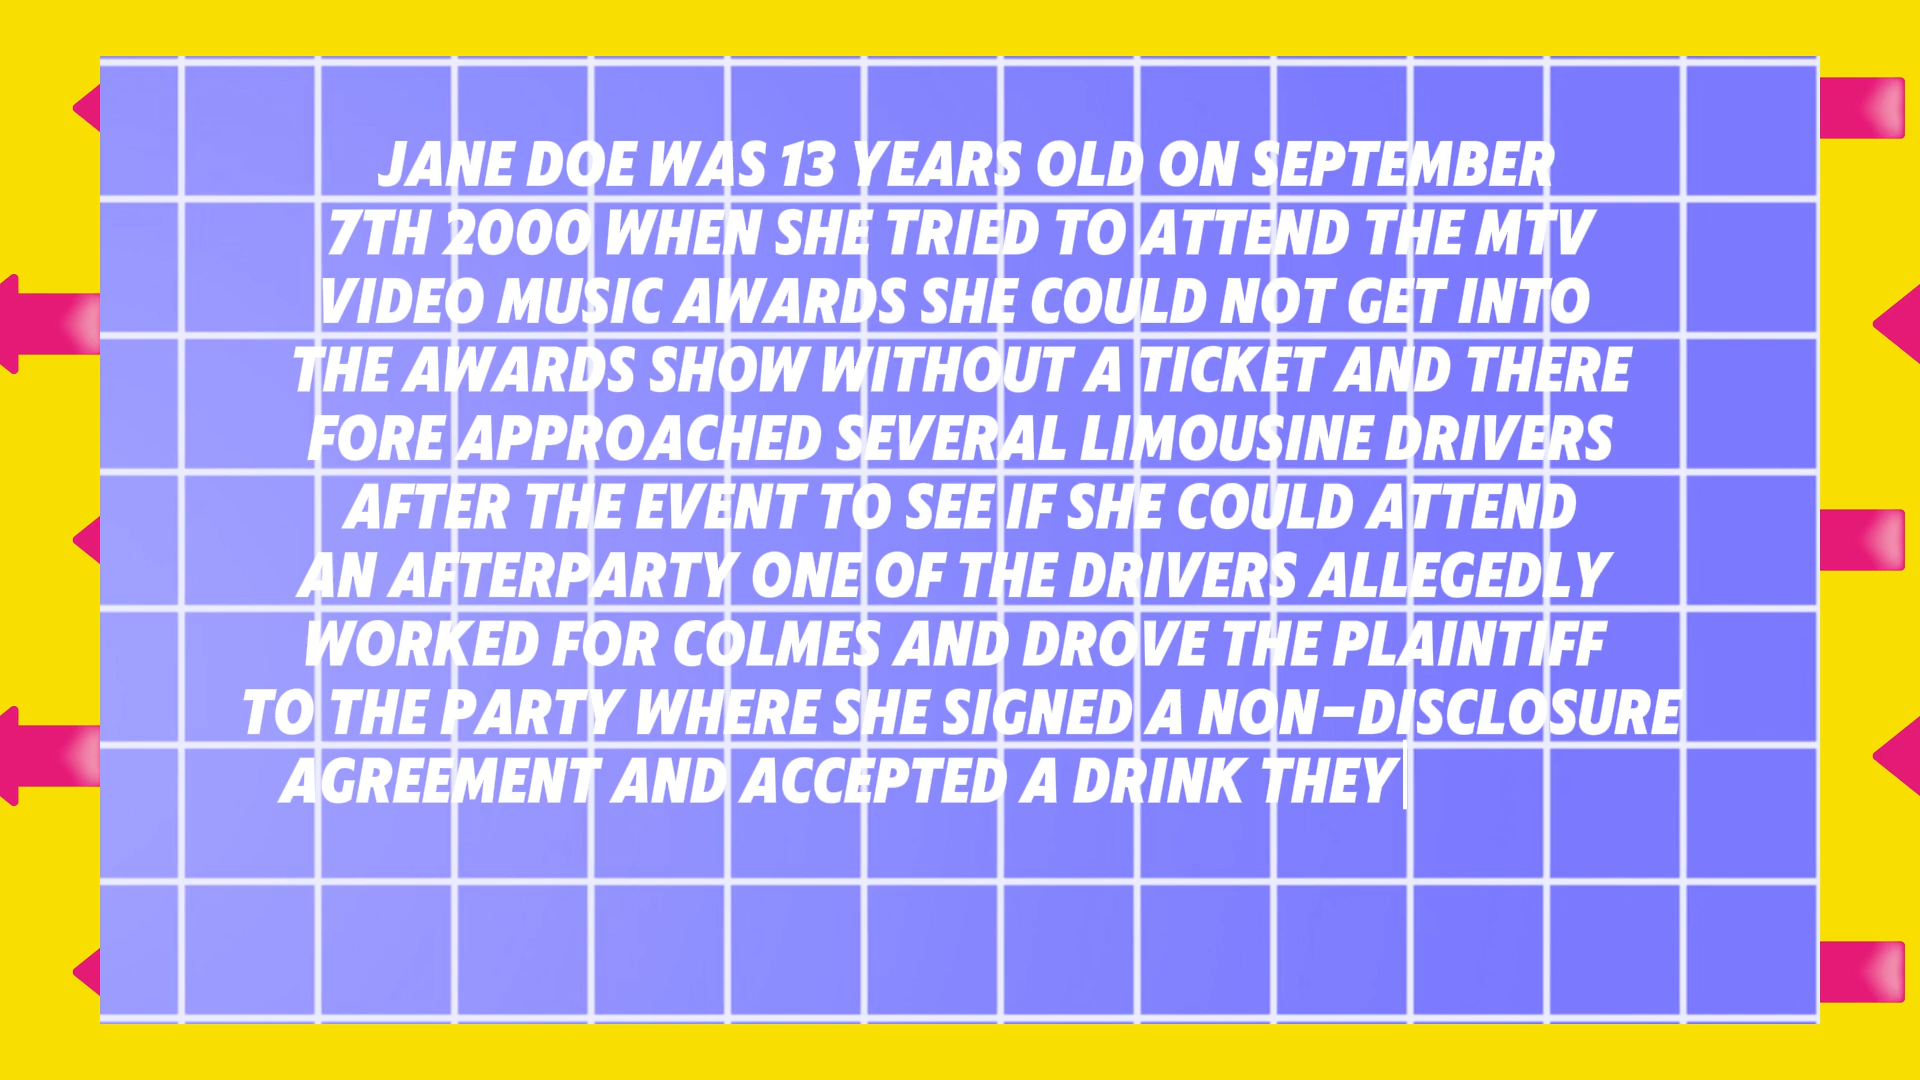 JANE DOE WAS 13 YEARS OLD ON SEPTEMBER
7TH 2000 WHEN SHE TRIED TO ATTEND THE MTV
VIDEO MUSIC AWARDS SHE COULD NOT GET INTO
THE AWARDS SHOW WITHOUT A TICKET AND THERE
FORE APPROACHED SEVERAL LIMOUSINE DRIVERS
AFTER THE EVENT TO SEE IF SHE COULD ATTEND
AN AFTERPARTY ONE OF THE DRIVERS ALLEGEDLY
WORKED FOR COLMES AND DROVE THE PLAINTIFF
TO THE PARTY WHERE SHE SIGNED A NON-DISCLOSURE
AGREEMENT AND ACCEPTED A DRINK THEY